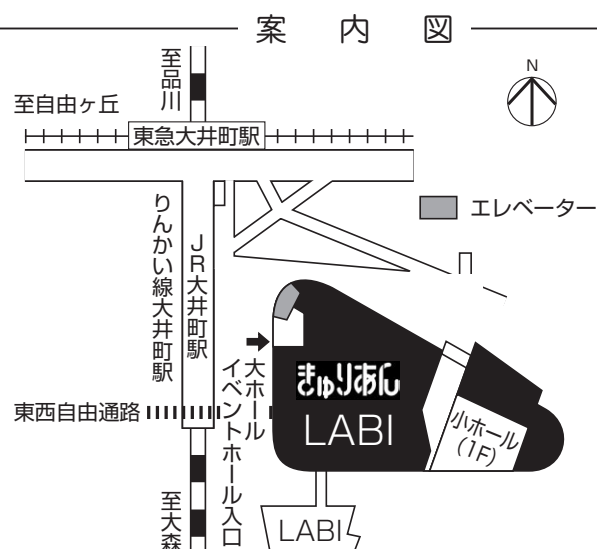 案内図
至品川
N
至自由ヶ丘
東急大井町駅
エレベーター
りんかい線大井町駅
JR大井町駅
大ホール
イベントホール入口
きゅりあん
LABI
小ホール
(1F)
東西自由通路
至大森
LABI